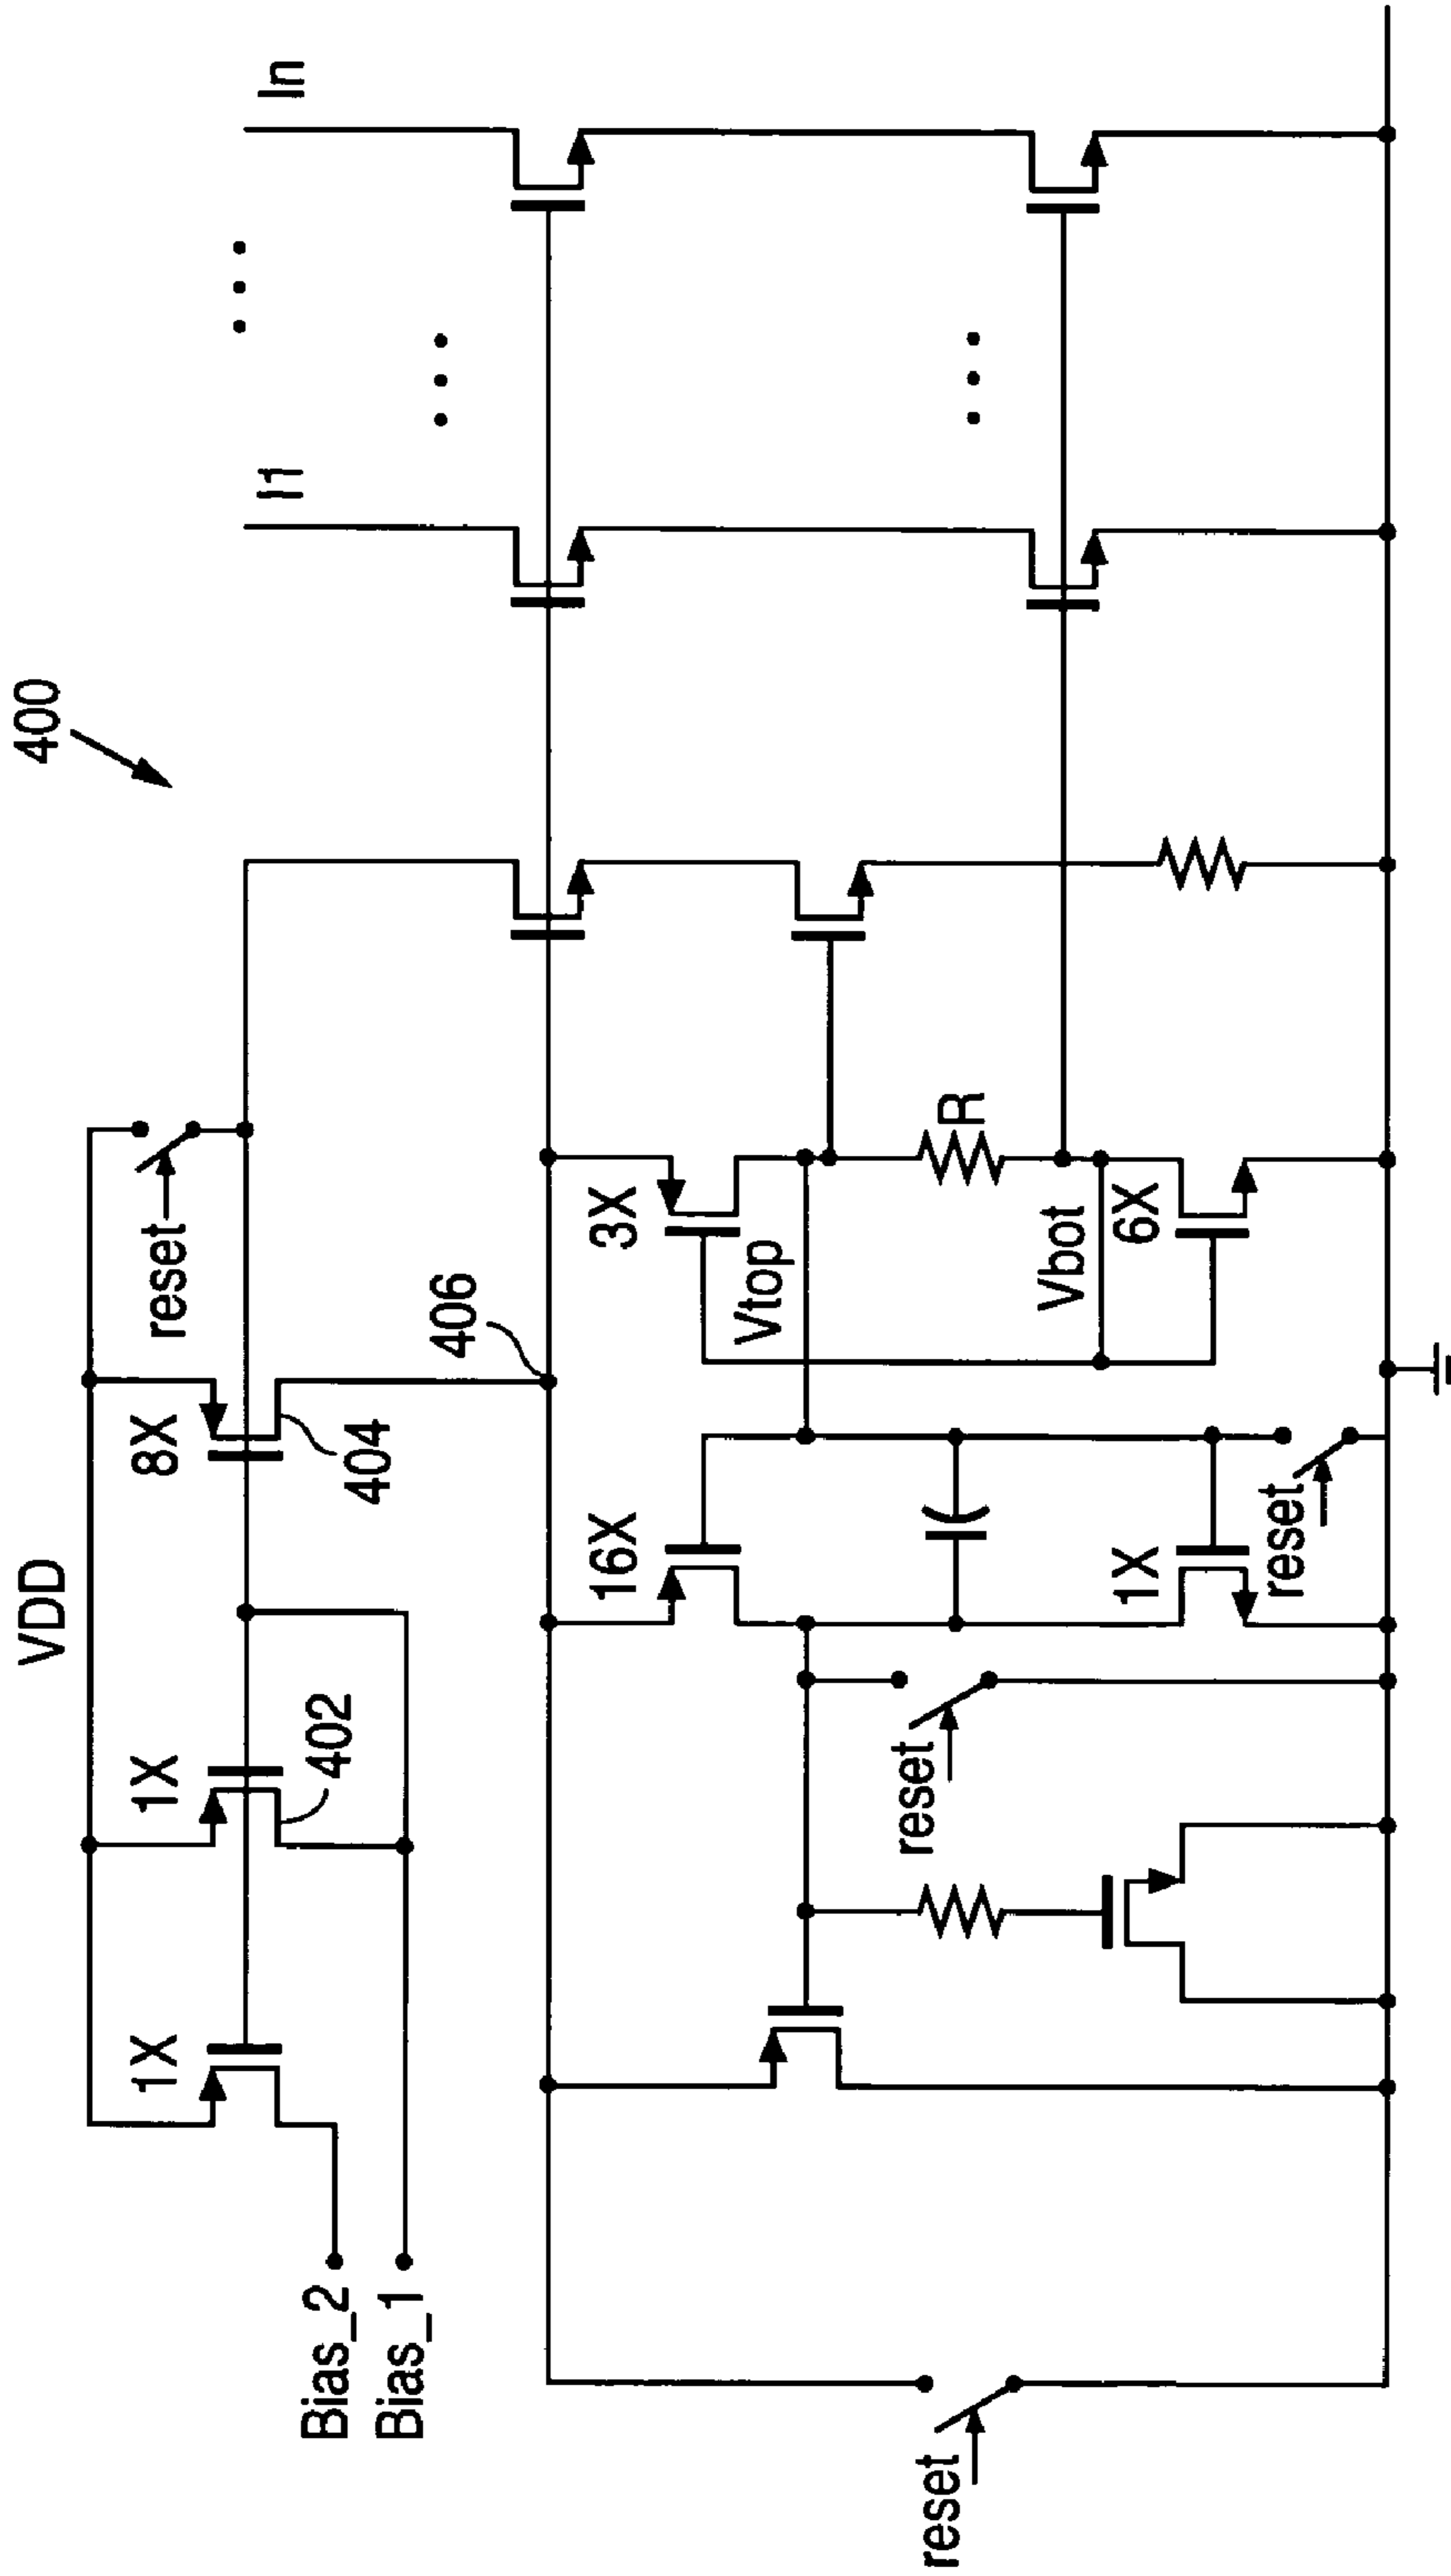 400
VDD
Bias_2
Bias_1
1X
1X
402
8X
404
reset
I1
In
406
16X
3X
Vtop
R
Vbot
6X
1X
reset
reset
reset